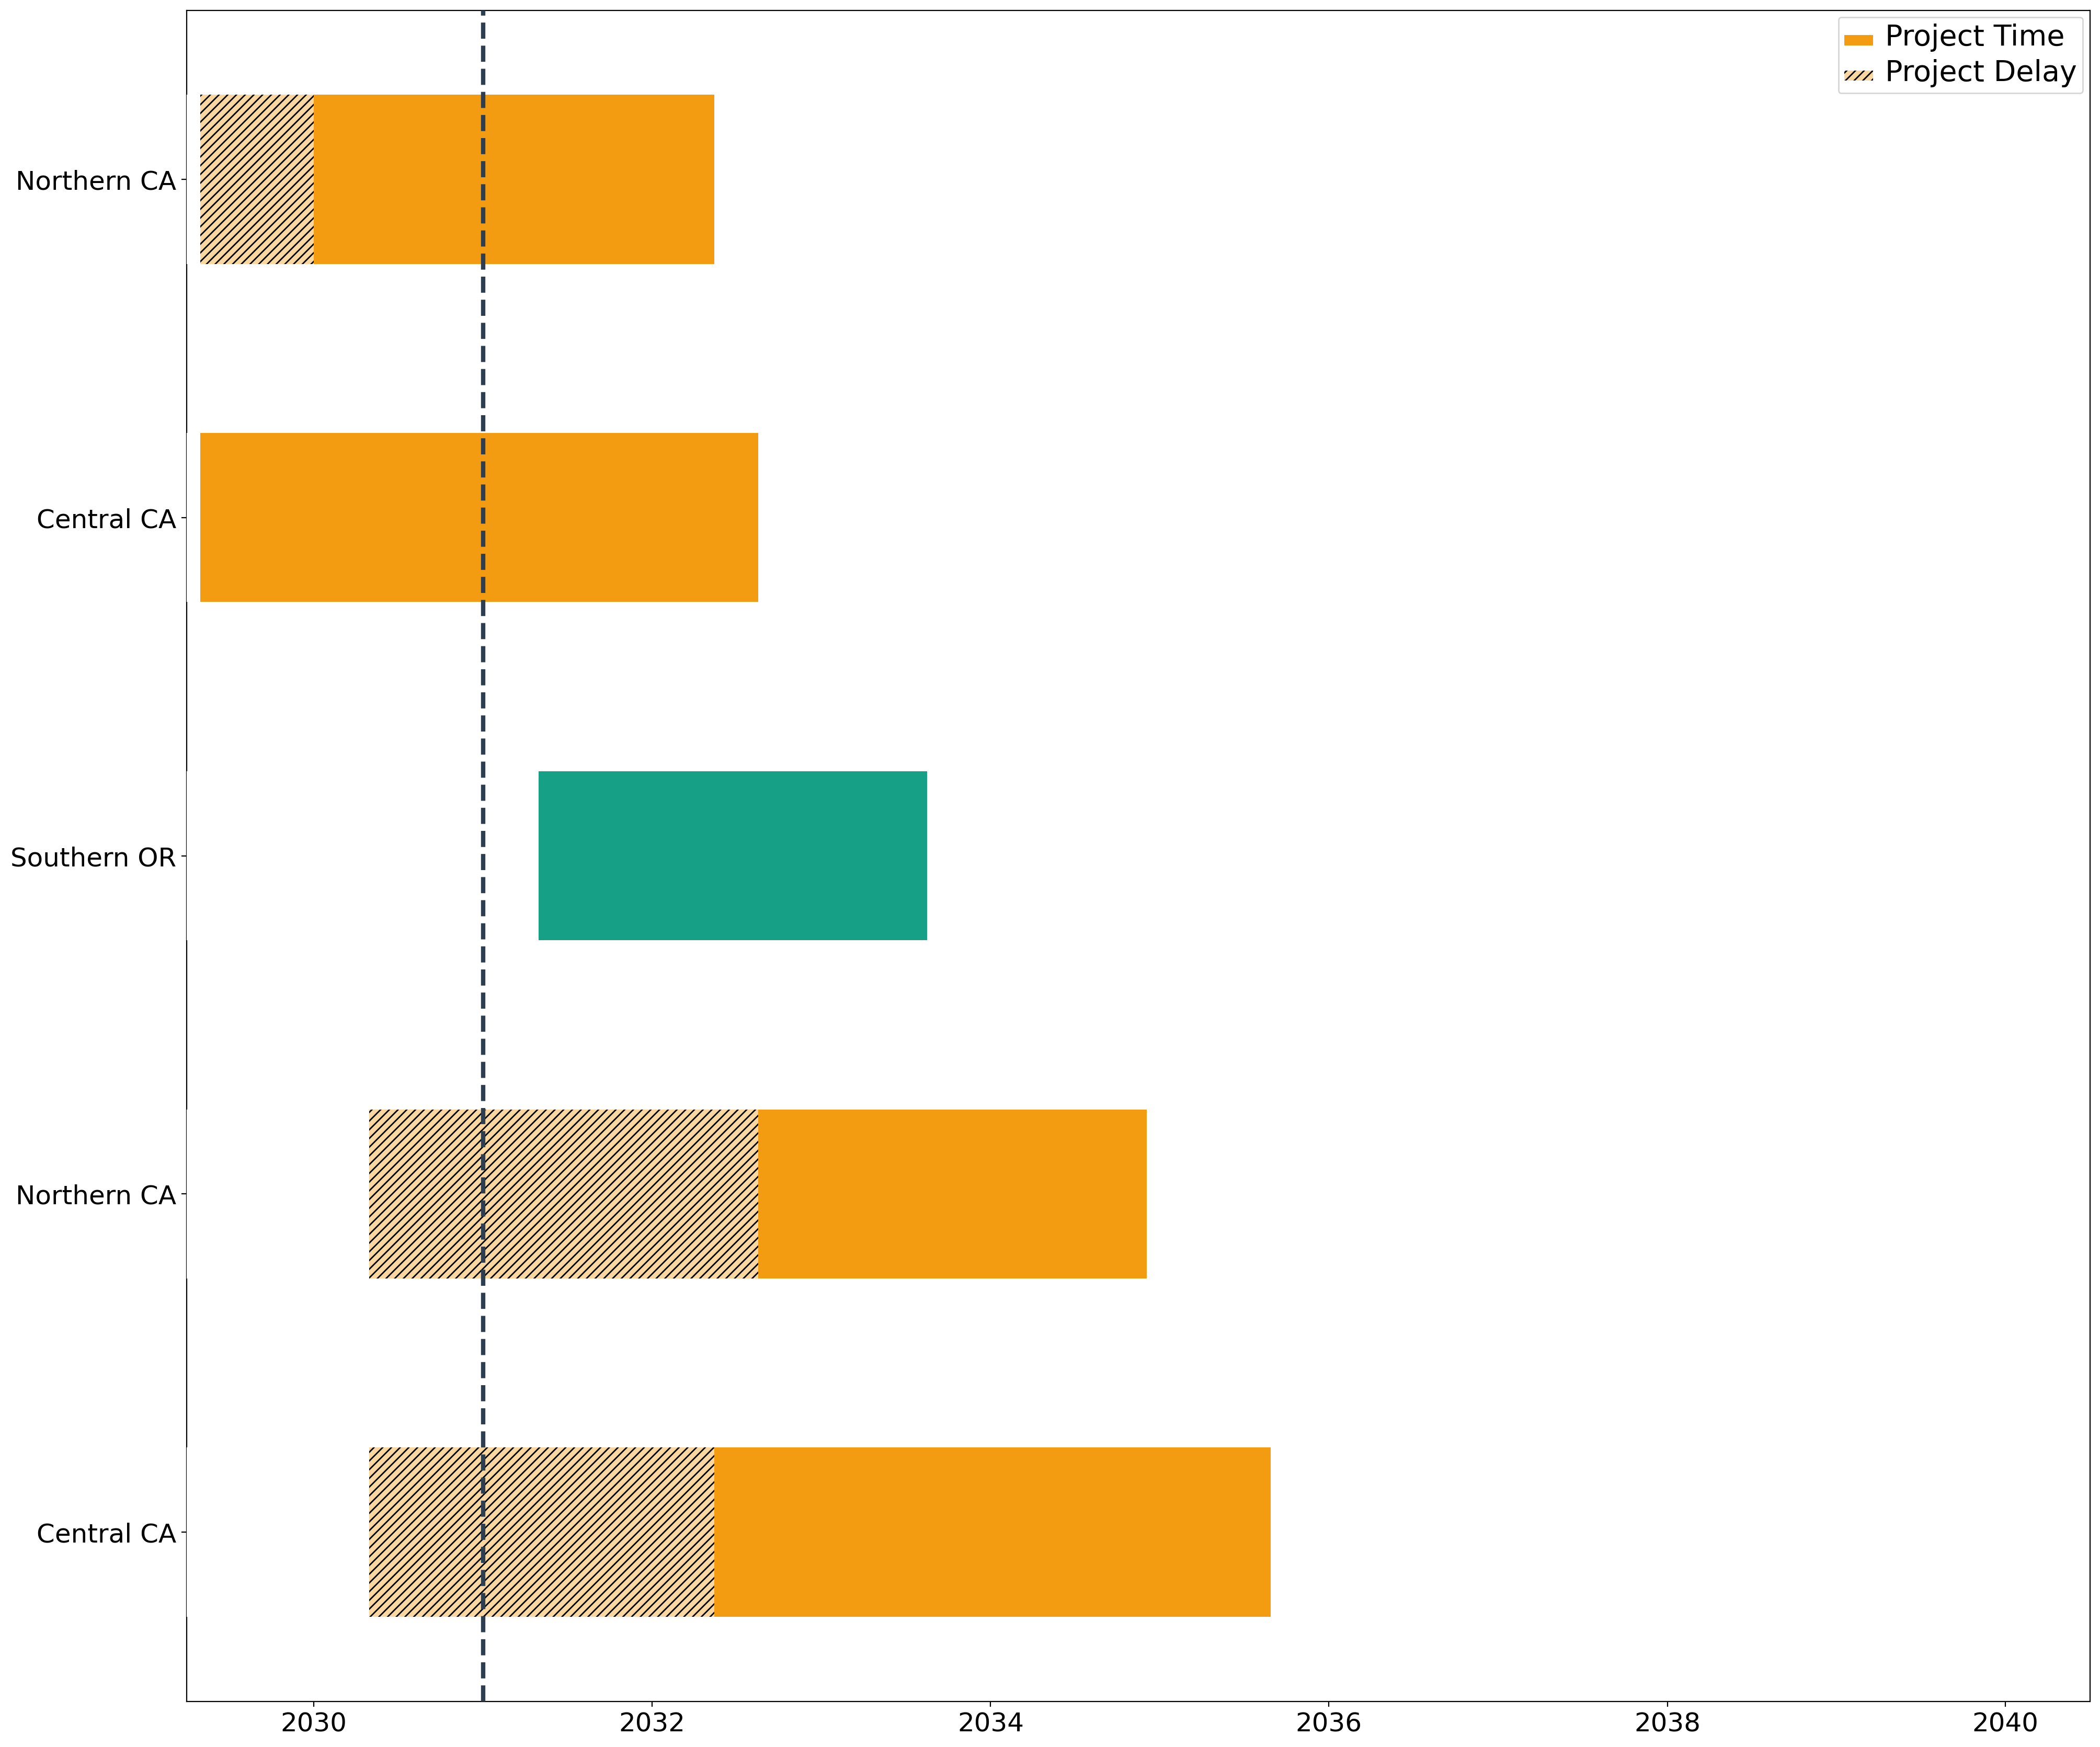 Project Time
Project Delay
Northern CA
Central CA
Southern OR
Northern CA
Central CA
2030 2032 2034 2036 2038 2040